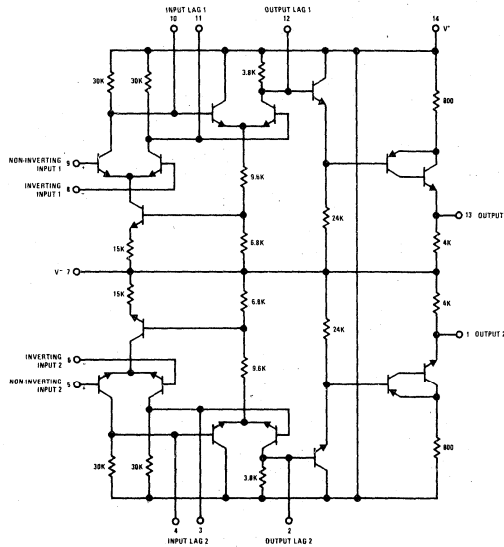 INPUT LAG 1
10 11
OUTPUT LAG 1
12
14
V+
30K
30K
3.8K
800
NON-INVERTING
INPUT 1
9
INVERTING
INPUT 1
8
9.6K
13 OUTPUT
15K
6.8K
24K
4K
V- 7
15K
6.8K
24K
4K
1 OUTPUT 2
INVERTING
INPUT 2
6
NON-INVERTING
INPUT 2
5
9.6K
30K
30K
3.8K
800
4 3
INPUT LAG 2
2
OUTPUT LAG 2